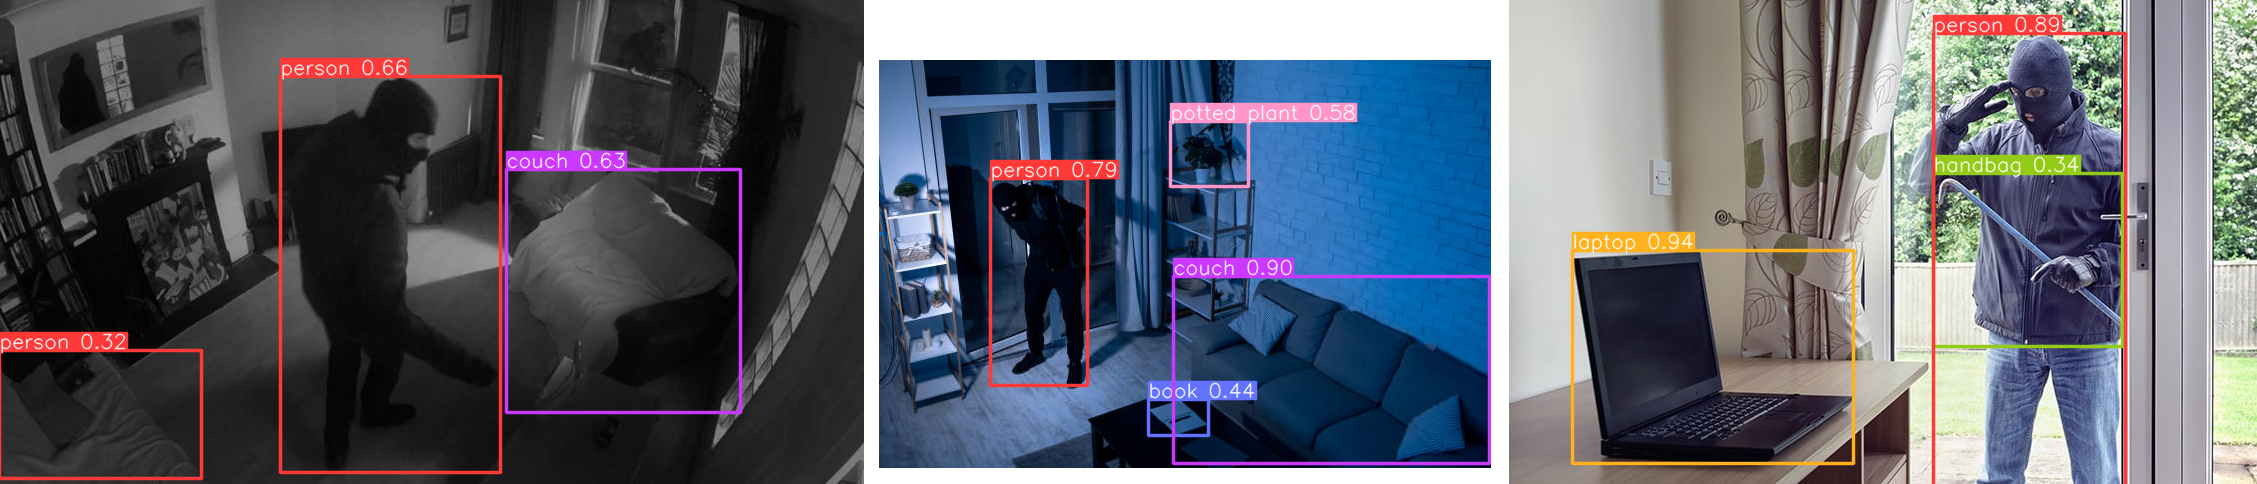 person 0.66
couch 0.63
person 0.32
potted plant 0.58
person 0.79
couch 0.90
book 0.44
person 0.89
handbag 0.34
laptop 0.94